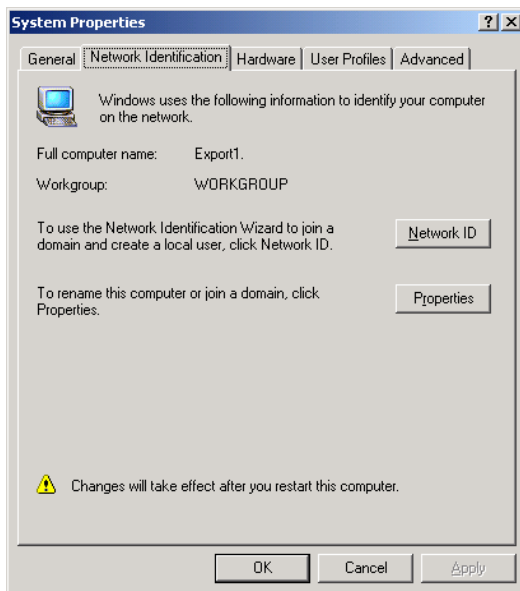 System Properties
General Network Identification Hardware User Profiles Advanced
Windows uses the following information to identify your computer
on the network.
Full computer name: Export1.
Workgroup: WORKGROUP
To use the Network Identification Wizard to join a
domain and create a local user, click Network ID.
Network ID
To rename this computer or join a domain, click
Properties.
Properties
Changes will take effect after you restart this computer.
OK Cancel Apply